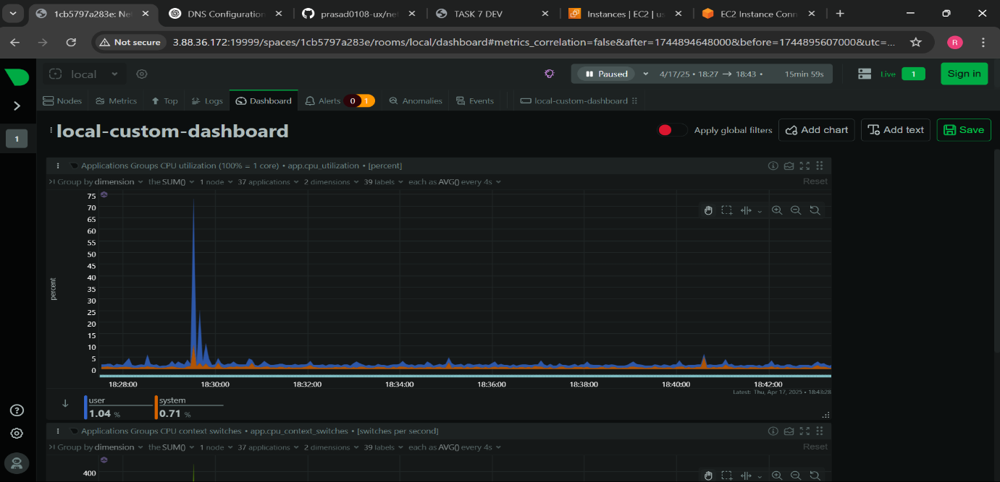 1cb5797a283e: Ne
DNS Configuration
prasad0108-ux/net
TASK 7 DEV
Instances | EC2 | us
EC2 Instance Conn
Not secure
3.88.36.172:19999/spaces/1cb5797a283e/rooms/local/dashboard#metrics_correlation=false&after=1744894648000&before=1744895607000&utc=...
R
local
Paused
4/17/25 • 18:27 → 18:43 •
15min 59s
Live
1
Sign in
Nodes
Metrics
Top
Logs
Dashboard
Alerts
0
1
Anomalies
Events
local-custom-dashboard
1
local-custom-dashboard
Apply global filters
Add chart
Add text
Save
Applications Groups CPU utilization (100% = 1 core) • app.cpu_utilization • [percent]
Group by dimension the SUM() 1 node 37 applications 2 dimensions 39 labels each as AVG() every 4s
Reset
75
70
65
60
55
50
45
40
35
30
25
20
15
10
5
0
percent
18:28:00 18:30:00 18:32:00 18:34:00 18:36:00 18:38:00 18:40:00 18:42:00
Latest: Thu, Apr 17, 2025 • 18:43:28
user
1.04 %
system
0.71 %
Applications Groups CPU context switches • app.cpu_context_switches • [switches per second]
Group by dimension the SUM() 1 node 37 applications 2 dimensions 39 labels each as AVG() every 4s
Reset
400